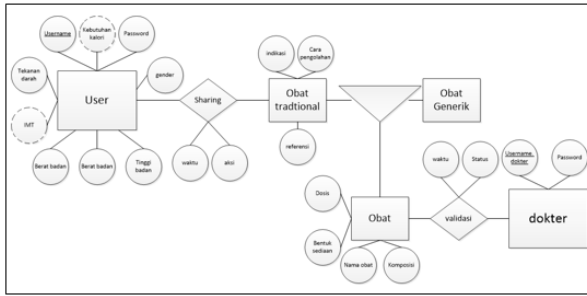 Username
Kebutuhan
kalori
Password
Tekanan
darah
gender
User
IMT
Berat badan
Berat badan
Tinggi
badan
Sharing
waktu
aksi
indikasi
Cara
pengolahan
Obat
tradtional
referensi
Obat
Generik
Dosis
Obat
Bentuk
sediaan
Nama obat
Komposisi
waktu
Status
validasi
Username
dokter
Password
dokter